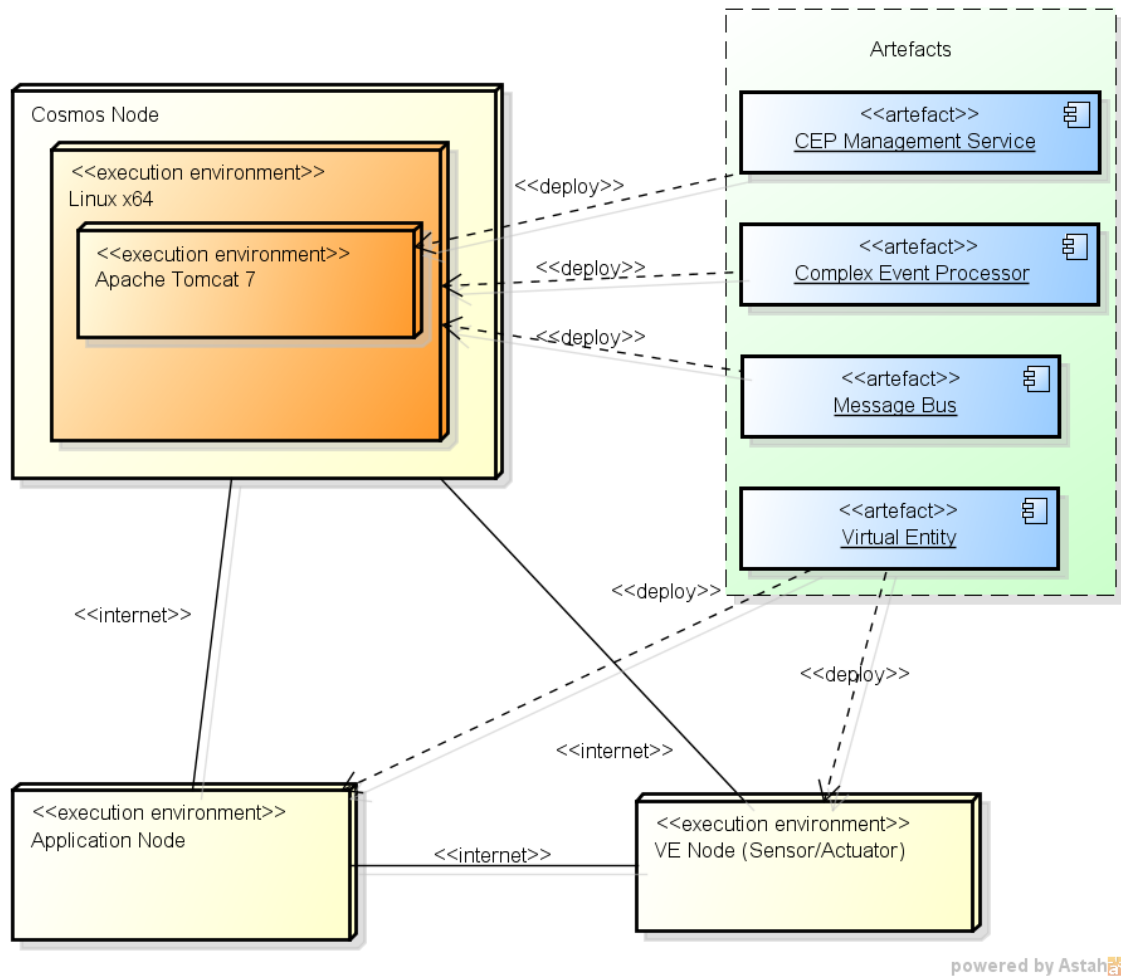 Artefacts
Cosmos Node
<<artefact>>
CEP Management Service
<<execution environment>>
Linux x64
<<deploy>>
<<execution environment>>
Apache Tomcat 7
<<artefact>>
Complex Event Processor
<<deploy>>
<<deploy>>
<<artefact>>
Message Bus
<<artefact>>
Virtual Entity
<<deploy>>
<<internet>>
<<deploy>>
<<internet>>
<<execution environment>>
Application Node
<<execution environment>>
VE Node (Sensor/Actuator)
<<internet>>
powered by Astah